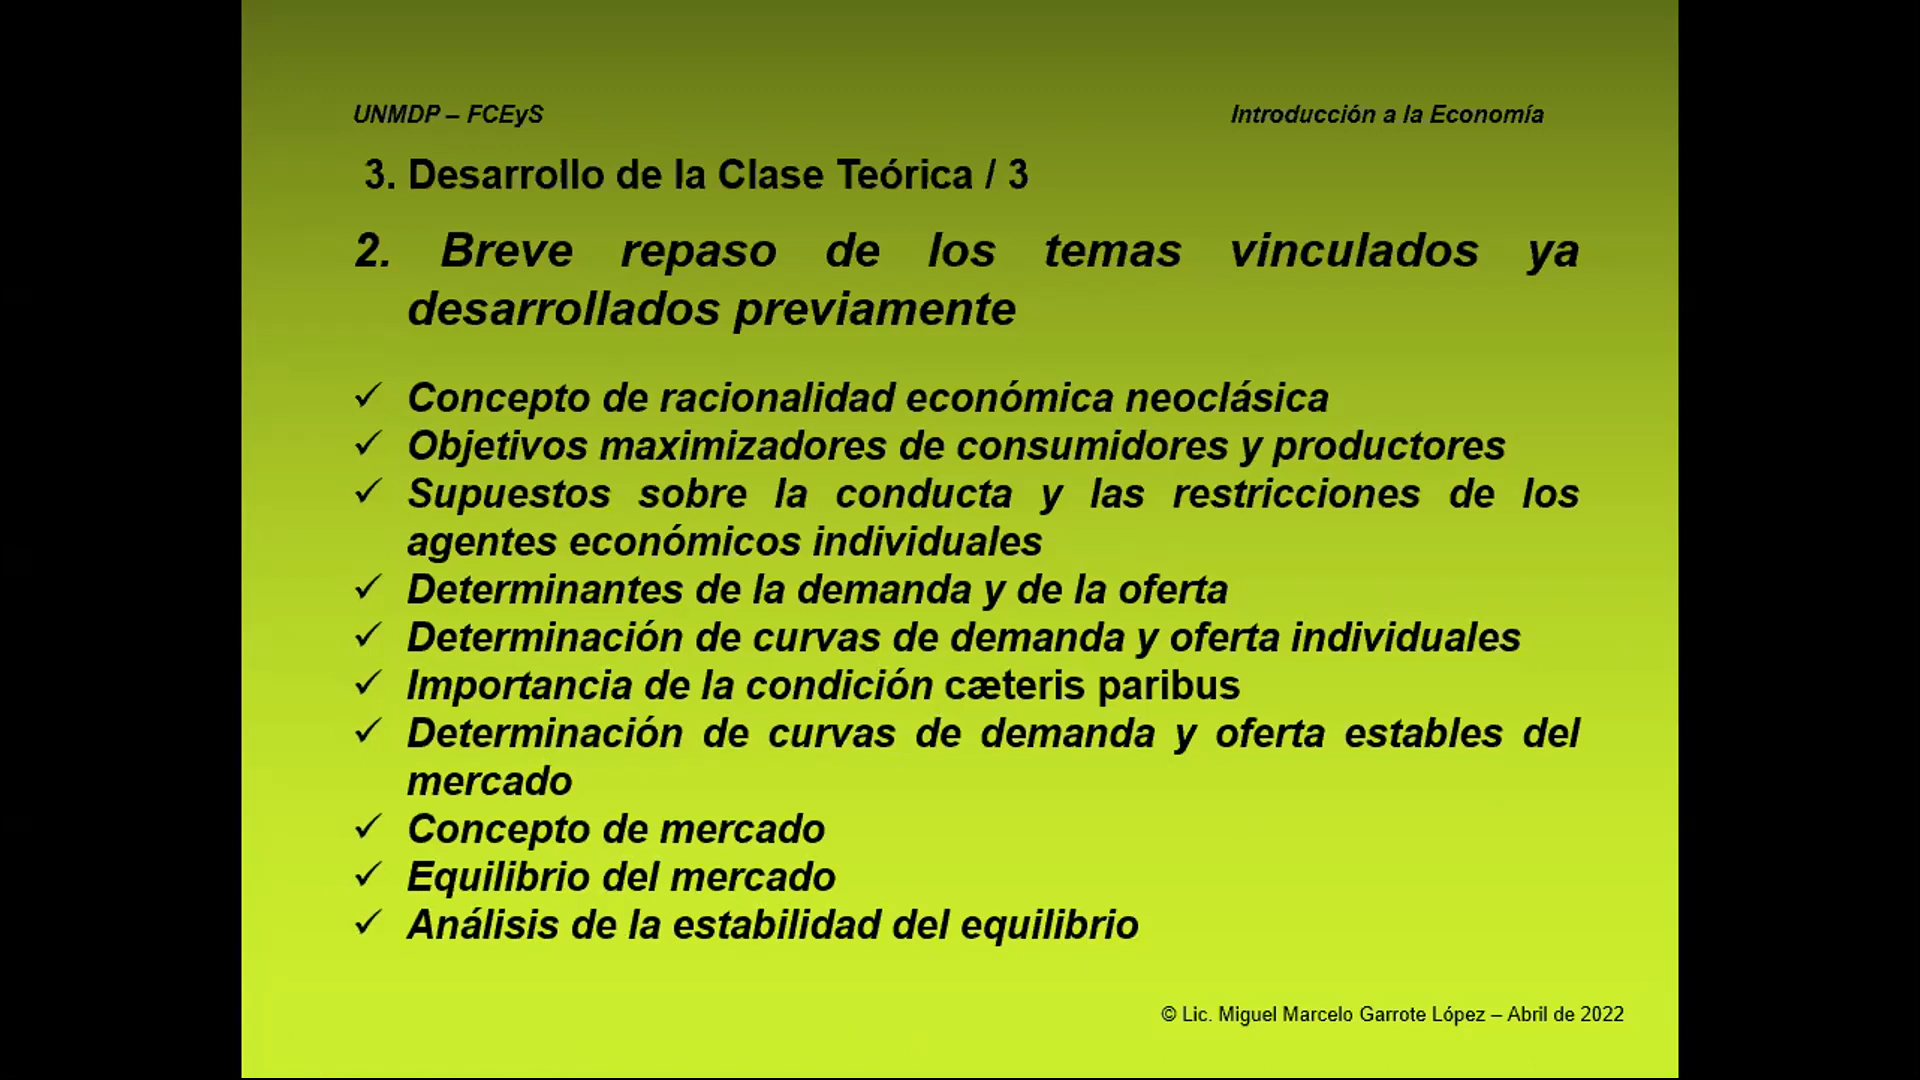 UNMDP – FCEyS
Introducción a la Economía
3. Desarrollo de la Clase Teórica / 3
2. Breve repaso de los temas vinculados ya
desarrollados previamente
✓ Concepto de racionalidad económica neoclásica
✓ Objetivos maximizadores de consumidores y productores
✓ Supuestos sobre la conducta y las restricciones de los
agentes económicos individuales
✓ Determinantes de la demanda y de la oferta
✓ Determinación de curvas de demanda y oferta individuales
✓ Importancia de la condición cæteris paribus
✓ Determinación de curvas de demanda y oferta estables del
mercado
✓ Concepto de mercado
✓ Equilibrio del mercado
✓ Análisis de la estabilidad del equilibrio
© Lic. Miguel Marcelo Garrote López – Abril de 2022